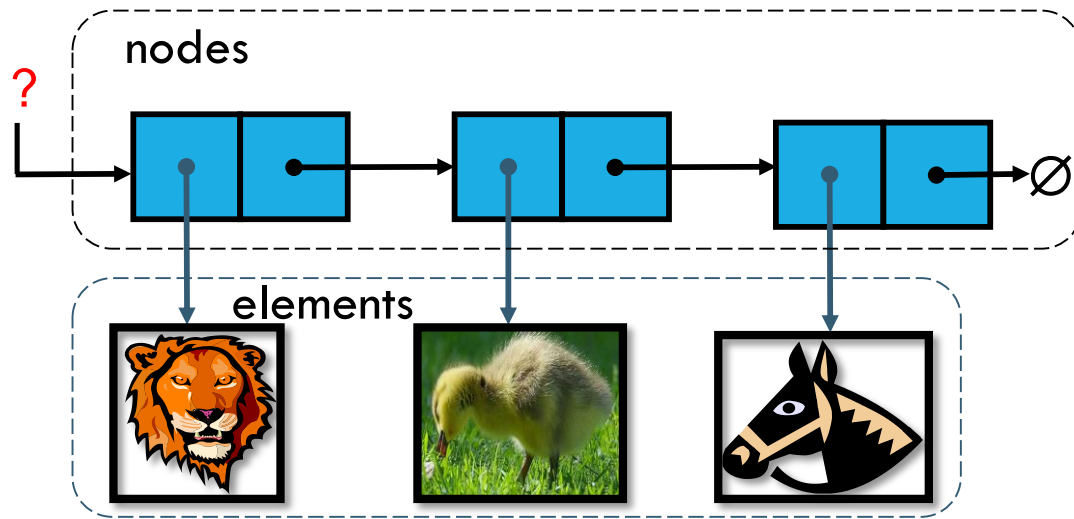 nodes
?
∅
elements